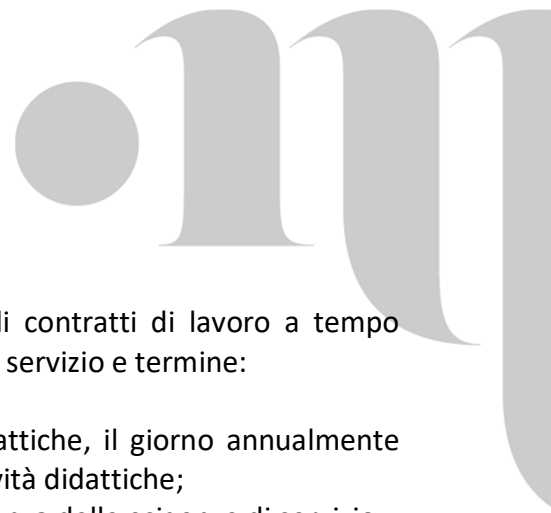 li contratti di lavoro a tempo
servizio e termine:
attiche, il giorno annualmente
vità didattiche;